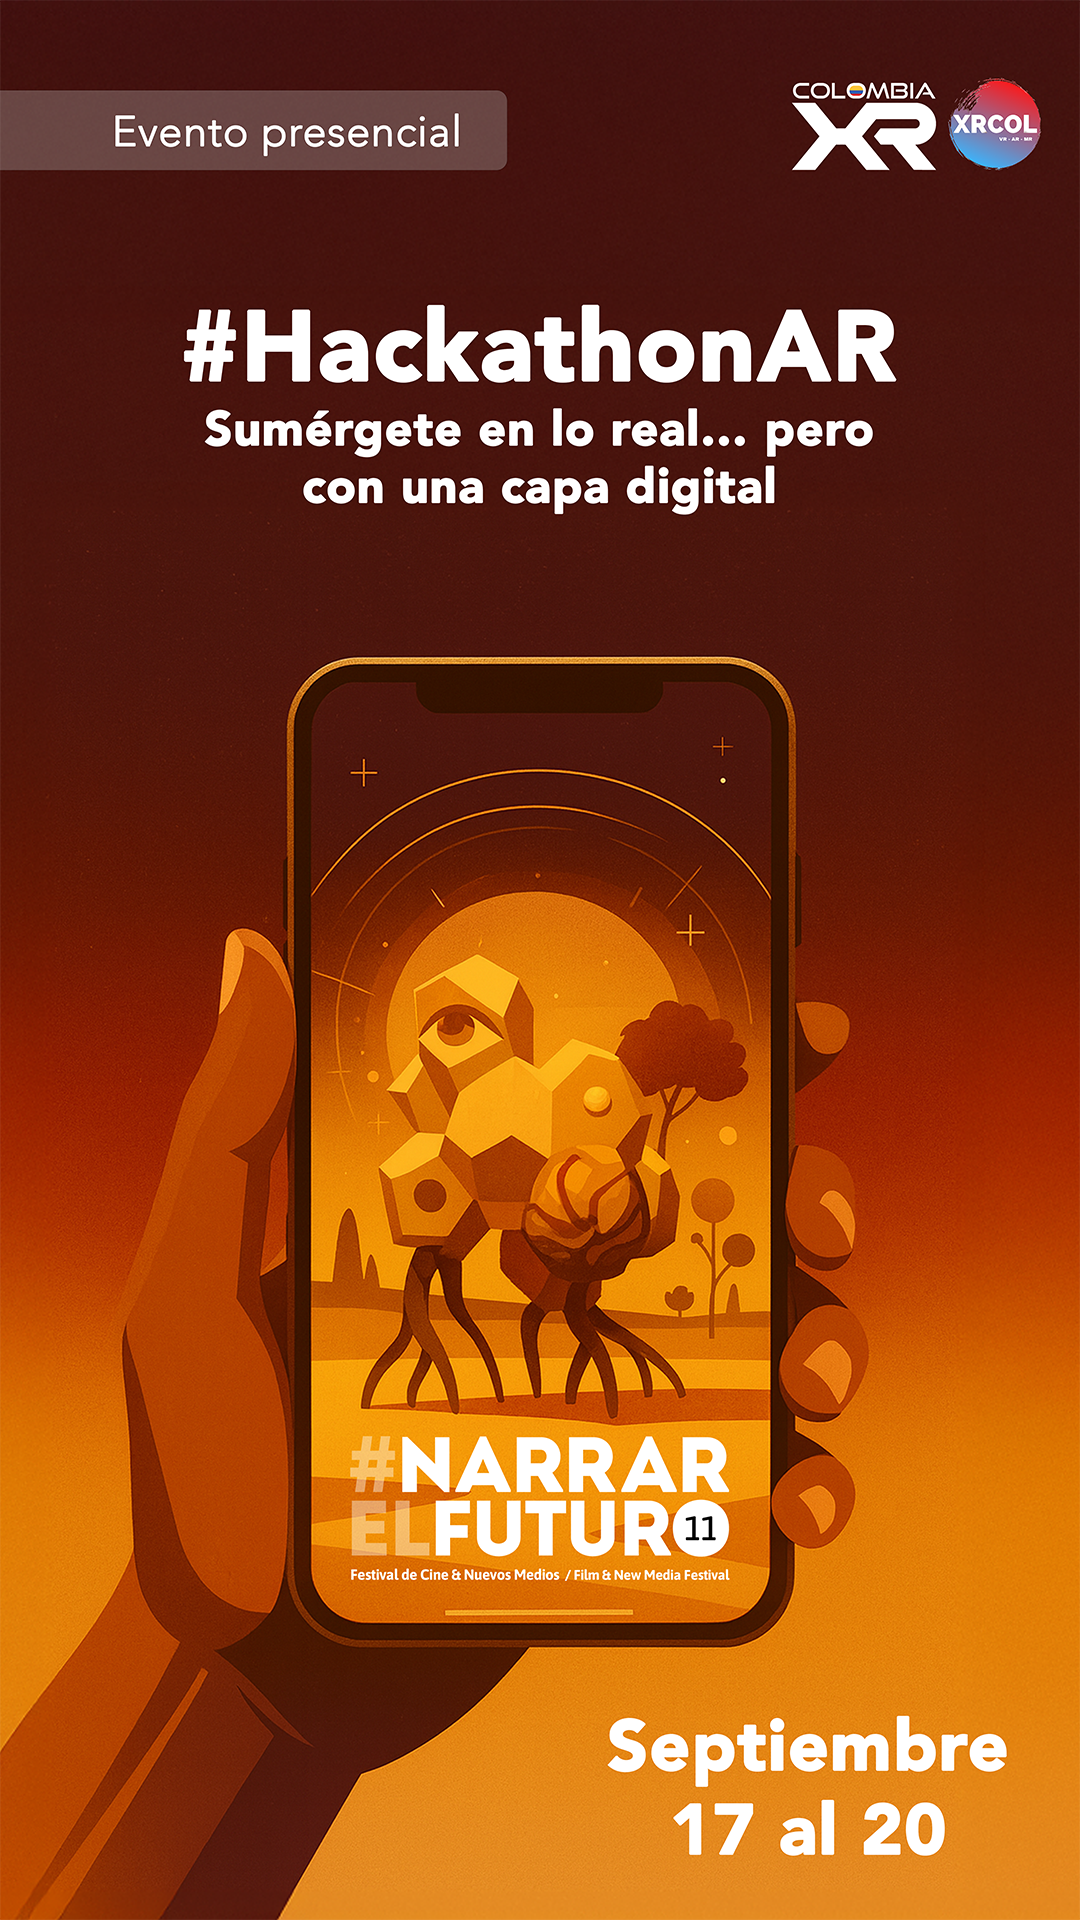 Evento presencial
COLOMBIA
XR
XRCOL
VR - AR - MR
#HackathonAR
Sumérgete en lo real... pero
con una capa digital
#NARRAR
ELFUTURO 11
Festival de Cine & Nuevos Medios / Film & New Media Festival
Septiembre
17 al 20